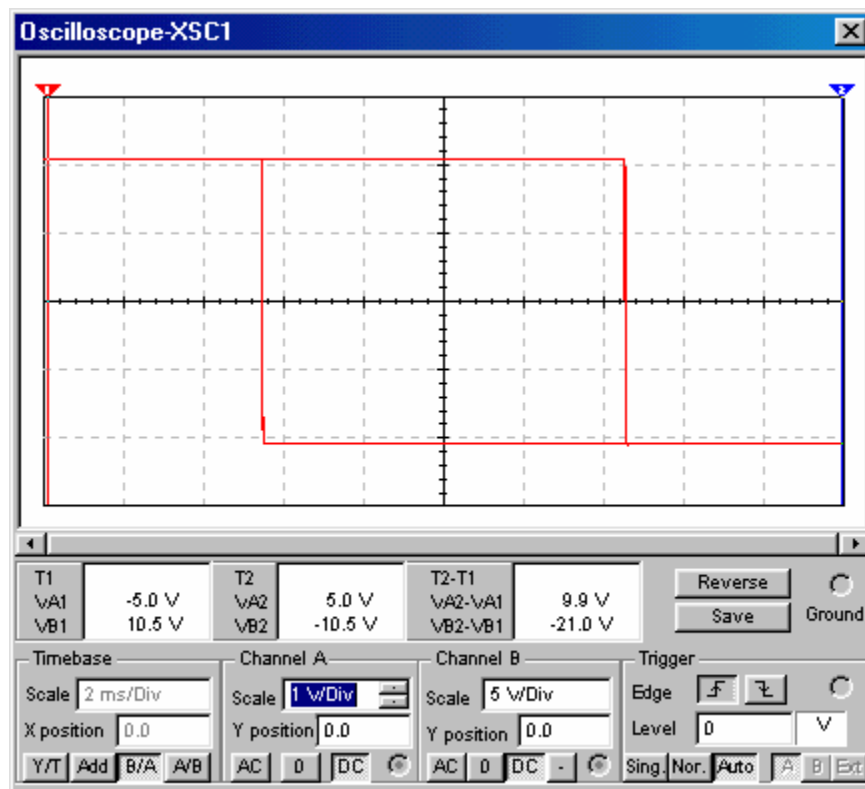 Oscilloscope-XSC1
1 2
T1 T2 T2-T1
VA1 -5.0 V VA2 5.0 V VA2-VA1 9.9 V
VB1 10.5 V VB2 -10.5 V VB2-VB1 -21.0 V
Reverse
Save
Ground
Timebase Channel A Channel B Trigger
Scale 2 ms/Div Scale 1 V/Div Scale 5 V/Div Edge
X position 0.0 Y position 0.0 Y position 0.0 Level 0 V
Y/T Add B/A A/B AC 0 DC AC 0 DC - Sing. Nor. Auto A B Ext